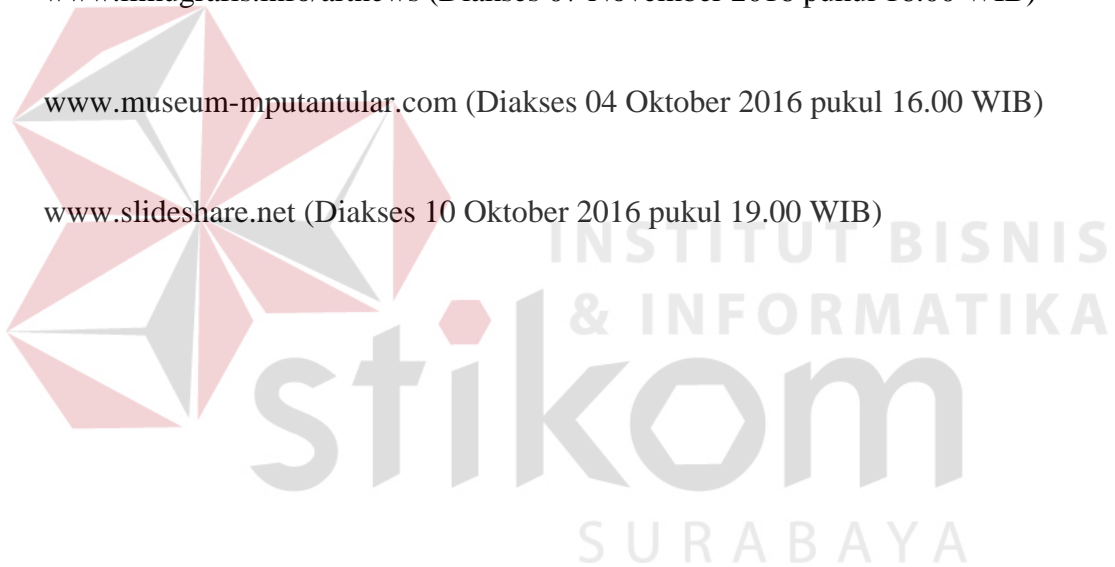 www.museum-mputantular.com (Diakses 04 Oktober 2016 pukul 16.00 WIB)
www.slideshare.net (Diakses 10 Oktober 2016 pukul 19.00 WIB)
INSTITUT BISNIS
& INFORMATIKA
stikom
SURABAYA